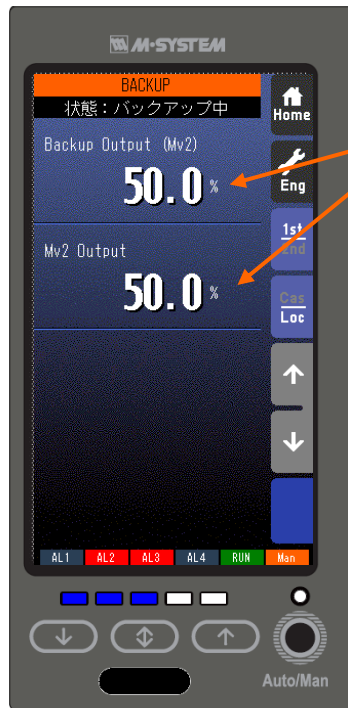 M-SYSTEM
BACKUP
状態：バックアップ中
Home
Backup Output (Mv2)
50.0 %
Eng
1st
2nd
Mv2 Output
50.0 %
Cas
Loc
AL1 AL2 AL3 AL4 RUN Man
Auto/Man